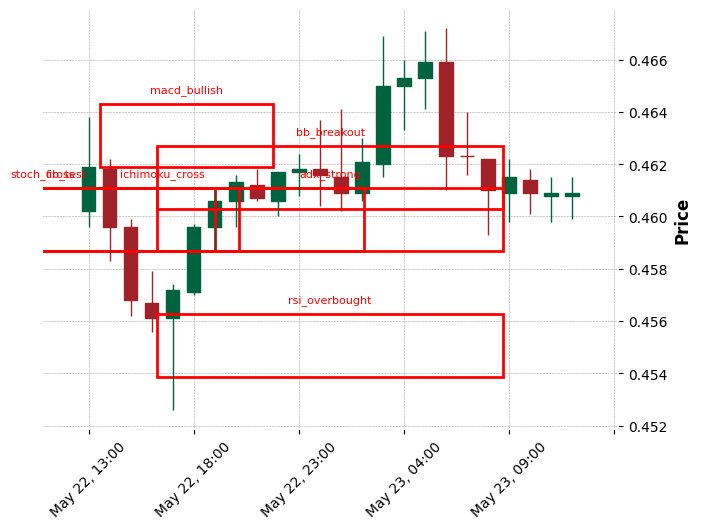 macd_bullish
bb_breakout
ichimoku_cross
adx_strong
rsi_overbought
0.466
0.464
0.462
0.460
0.458
0.456
0.454
0.452
Price
May 22, 13:00
May 22, 18:00
May 22, 23:00
May 23, 04:00
May 23, 09:00